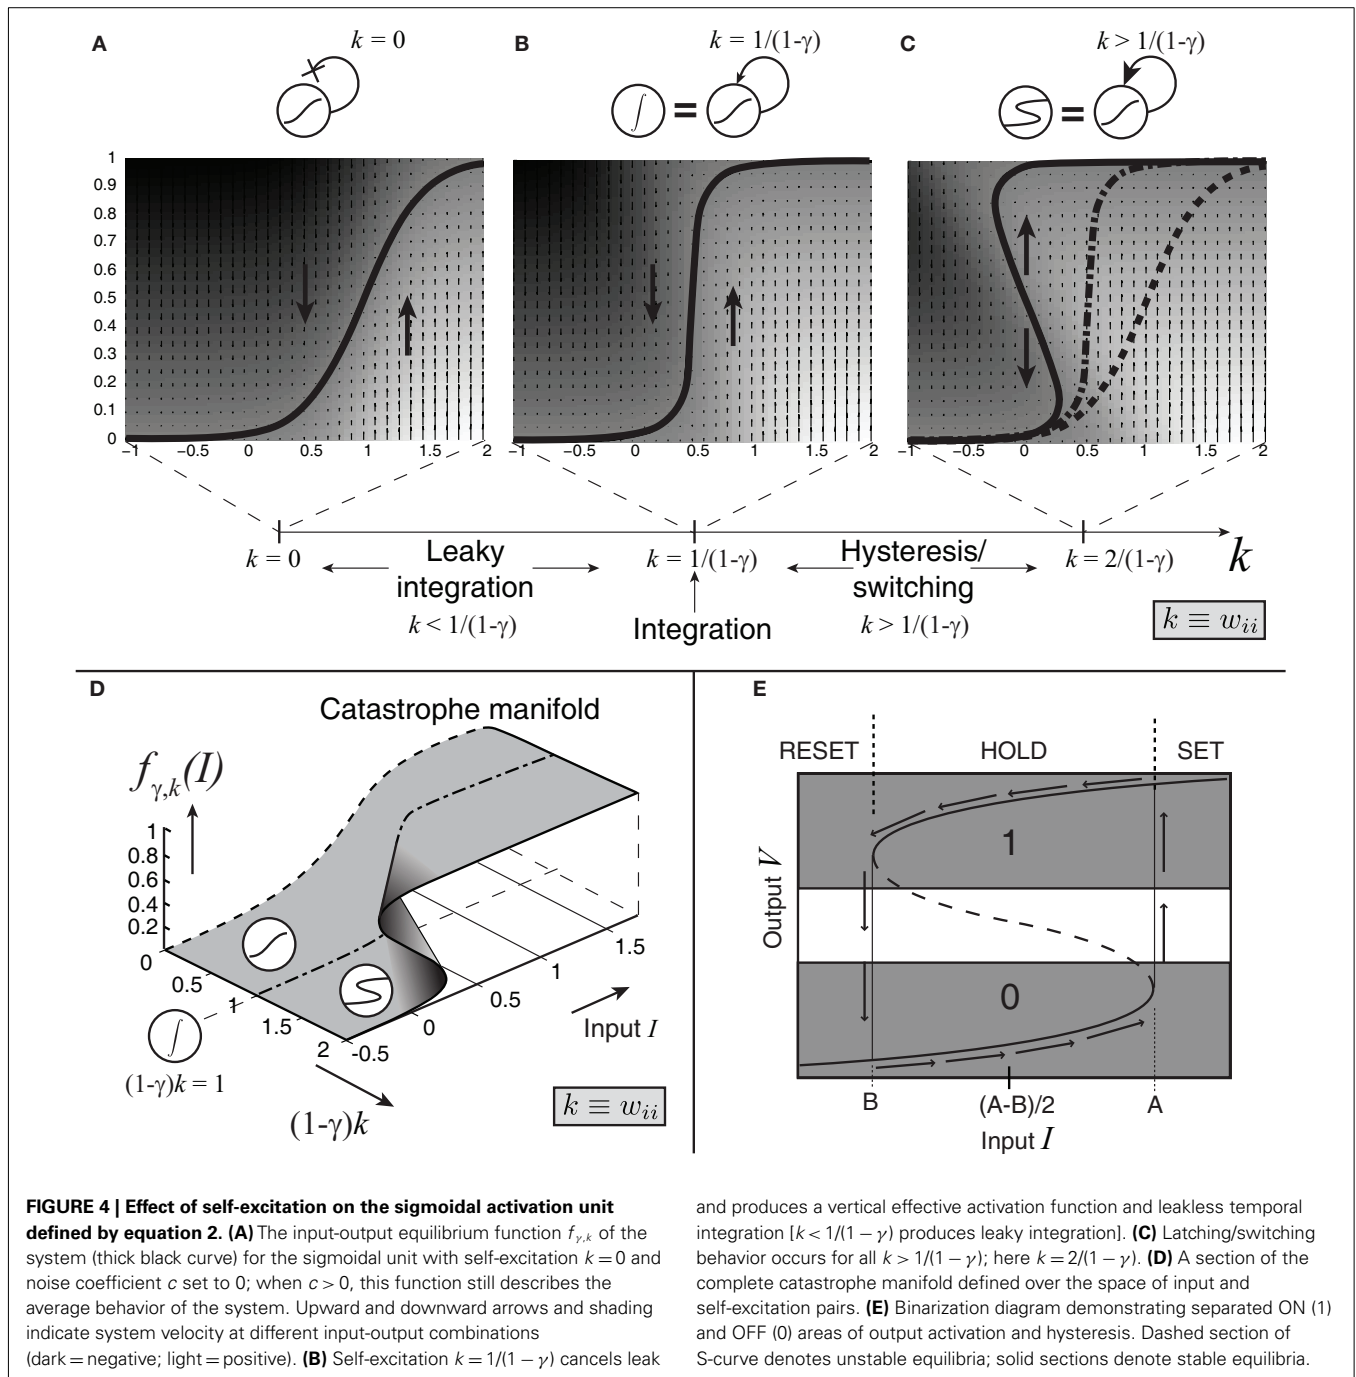 A
k = 0
B
k = 1/(1-γ)
C
k > 1/(1-γ)
∫ =
=
1
0.9
0.8
0.7
0.6
0.5
0.4
0.3
0.2
0.1
0
−1 −0.5 0 0.5 1 1.5 2
−1 −0.5 0 0.5 1 1.5 2
−1 −0.5 0 0.5 1 1.5 2
k = 0
Leaky
integration
k < 1/(1-γ)
k = 1/(1-γ)
Integration
Hysteresis/
switching
k > 1/(1-γ)
k = 2/(1-γ)
k
k ≡ w_{ii}
D
Catastrophe manifold
f_{γ,k}(I)
1
0.8
0.6
0.4
0.2
0
0.5
1
1.5
2
-0.5
0
0.5
1
1.5
Input I
∫
(1-γ)k = 1
(1-γ)k
k ≡ w_{ii}
E
RESET HOLD SET
Output V
1
0
B (A-B)/2 A
Input I
FIGURE 4 | Effect of self-excitation on the sigmoidal activation unit
defined by equation 2. (A) The input-output equilibrium function f_{γ,k} of the
system (thick black curve) for the sigmoidal unit with self-excitation k = 0 and
noise coefficient c set to 0; when c > 0, this function still describes the
average behavior of the system. Upward and downward arrows and shading
indicate system velocity at different input-output combinations
(dark = negative; light = positive). (B) Self-excitation k = 1/(1 − γ) cancels leak
and produces a vertical effective activation function and leakless temporal
integration [k < 1/(1 − γ) produces leaky integration]. (C) Latching/switching
behavior occurs for all k > 1/(1 − γ); here k = 2/(1 − γ). (D) A section of the
complete catastrophe manifold defined over the space of input and
self-excitation pairs. (E) Binarization diagram demonstrating separated ON (1)
and OFF (0) areas of output activation and hysteresis. Dashed section of
S-curve denotes unstable equilibria; solid sections denote stable equilibria.